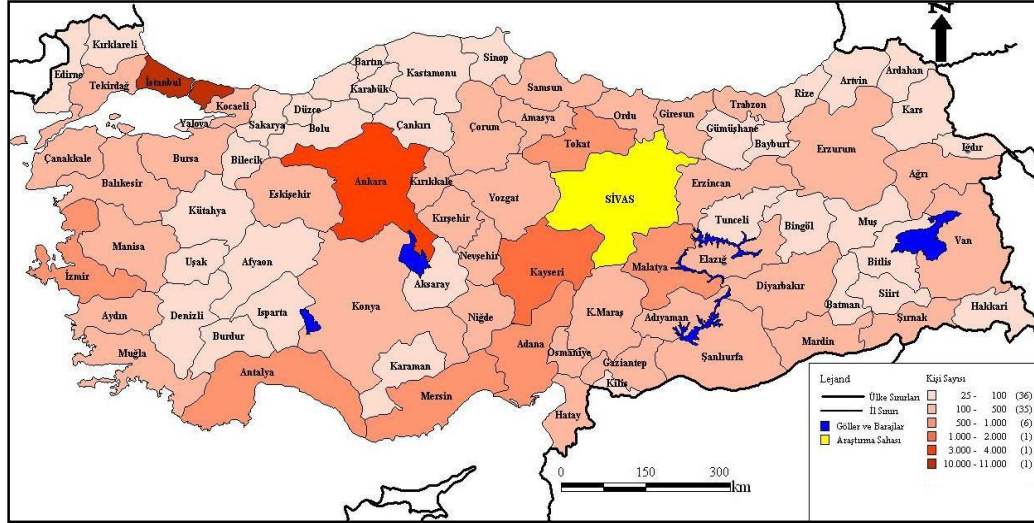 N
Kırklareli
Edirne
Tekirdağ
İstanbul
Kocaeli
Yalova
Sakarya
Düzce
Bolu
Bartın
Karabük
Kastamonu
Sinop
Çankırı
Samsun
Amasya
Çorum
Ordu
Giresun
Trabzon
Rize
Artvin
Ardahan
Kars
Iğdır
Gümüşhane
Bayburt
Erzurum
Ağrı
Tokat
Çanakkale
Balıkesir
Bursa
Bilecik
Eskişehir
Ankara
Kırıkkale
Yozgat
SİVAS
Erzincan
Kütahya
Kırşehir
Tunceli
Bingöl
Muş
Van
Bitlis
Manisa
Uşak
Afyon
İzmir
Nevşehir
Aksaray
Kayseri
Malatya
Elazığ
Diyarbakır
Batman
Siirt
Hakkari
Şırnak
Aydın
Denizli
Isparta
Burdur
Konya
Niğde
K.Maraş
Adıyaman
Mardin
Şanlıurfa
Muğla
Antalya
Karaman
Mersin
Adana
Osmaniye
Gaziantep
Kilis
Hatay
Lejand
Ülke Sınırları
İl Sınırı
Göller ve Barajlar
Araştırma Sahası
Kişi Sayısı
25 - 100 (36)
100 - 500 (35)
500 - 1.000 (6)
1.000 - 2.000 (1)
3.000 - 4.000 (1)
10.000 - 11.000 (1)
0 150 300
km